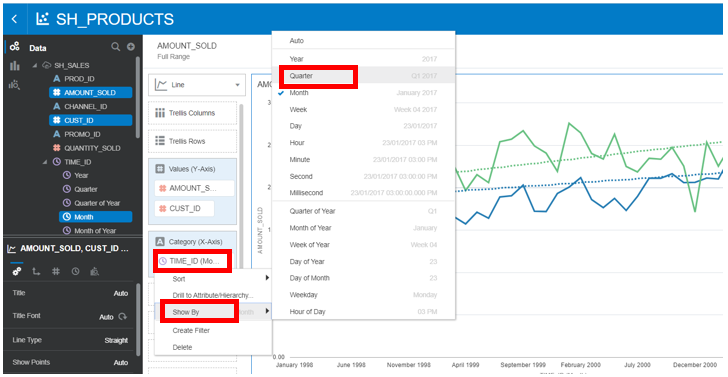 SH_PRODUCTS
Data
SH_SALES
PROD_ID
AMOUNT_SOLD
CHANNEL_ID
CUST_ID
PROMO_ID
QUANTITY_SOLD
TIME_ID
Year
Quarter
Quarter of Year
Month
Month of Year
AMOUNT_SOLD, CUST_ID ...
Title Auto
Title Font Auto
Line Type Straight
Show Points Auto
AMOUNT_SOLD
Full Range
Line
Trellis Columns
Trellis Rows
Values (Y-Axis)
AMOUNT_S...
CUST_ID
Category (X-Axis)
TIME_ID (Mo...
Sort
Drill to Attribute/Hierarchy...
Show By
Create Filter
Delete
Auto
Year 2017
Quarter Q1 2017
Month January 2017
Week Week 04 2017
Day 23/01/2017
Hour 23/01/2017 03 PM
Minute 23/01/2017 03:00 PM
Second 23/01/2017 03:00:00 PM
Millisecond 23/01/2017 03:00:00 000 PM
Quarter of Year Q1
Month of Year January
Week of Year Week 04
Day of Year 23
Day of Month 23
Weekday Monday
Hour of Day 03 PM
AMOUNT_SOLD
0.00
January 1998 June 1998 November 1998 April 1999 September 1999 February 2000 July 2000 December 2000